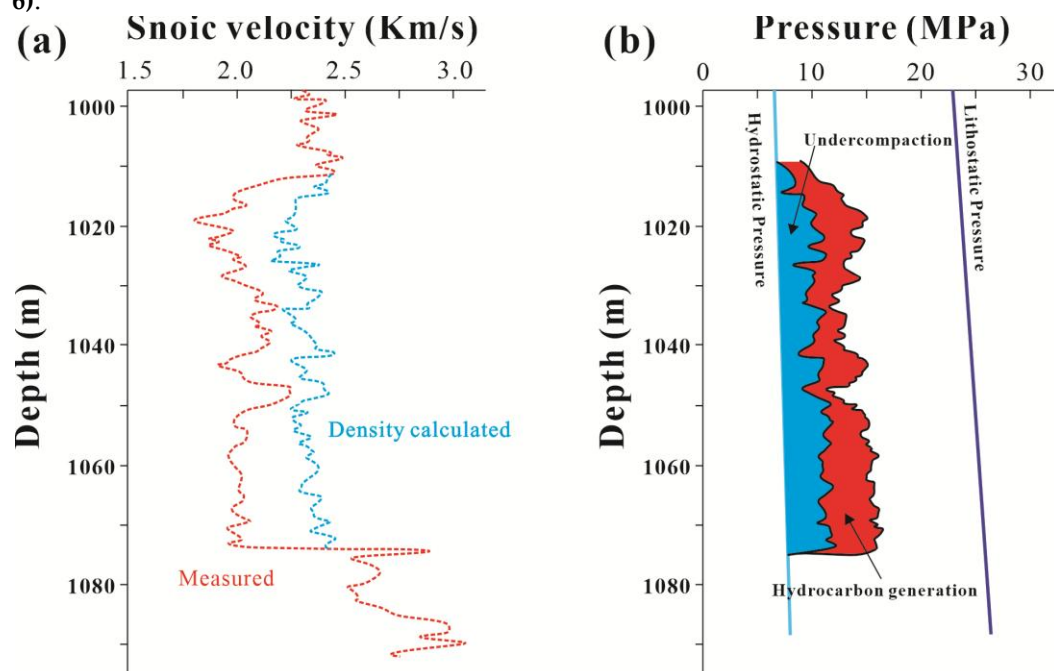 6).
(a)
Snoic velocity (Km/s)
1.5 2.0 2.5 3.0
Depth (m)
1000
1020
1040
1060
1080
Density calculated
Measured
(b)
Pressure (MPa)
0 10 20 30
Depth (m)
1000
1020
1040
1060
1080
Hydrostatic Pressure
Undercompaction
Lithostatic Pressure
Hydrocarbon generation